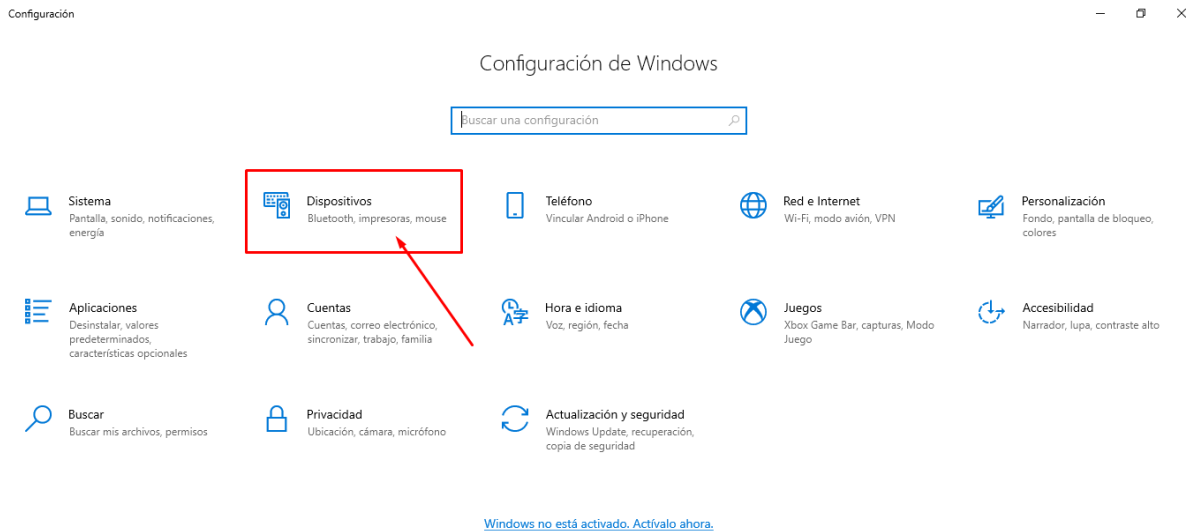 Configuración
Configuración de Windows
Buscar una configuración
Sistema
Pantalla, sonido, notificaciones,
energía
Dispositivos
Bluetooth, impresoras, mouse
Teléfono
Vincular Android o iPhone
Red e Internet
Wi-Fi, modo avión, VPN
Personalización
Fondo, pantalla de bloqueo,
colores
Aplicaciones
Desinstalar, valores
predeterminados,
características opcionales
Cuentas
Cuentas, correo electrónico,
sincronizar, trabajo, familia
Hora e idioma
Voz, región, fecha
Juegos
Xbox Game Bar, capturas, Modo
Juego
Accesibilidad
Narrador, lupa, contraste alto
Buscar
Buscar mis archivos, permisos
Privacidad
Ubicación, cámara, micrófono
Actualización y seguridad
Windows Update, recuperación,
copia de seguridad
Windows no está activado. Actívalo ahora.